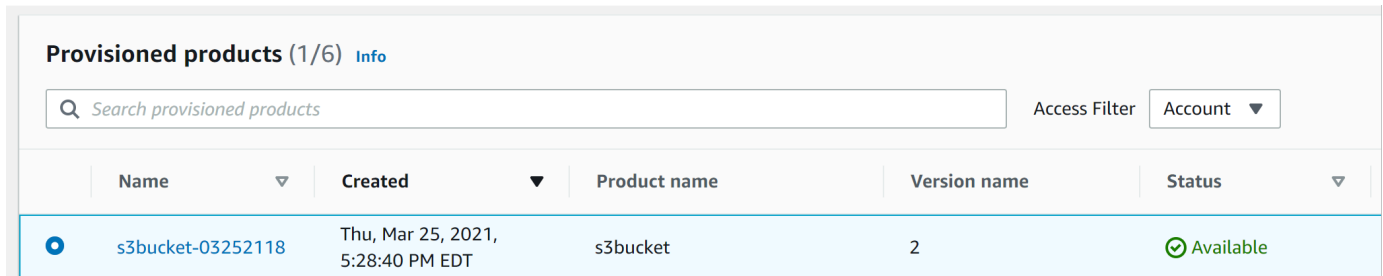 Provisioned products (1/6) Info
Search provisioned products
Access Filter Account
Name Created Product name Version name Status
s3bucket-03252118 Thu, Mar 25, 2021, s3bucket 2 Available
5:28:40 PM EDT